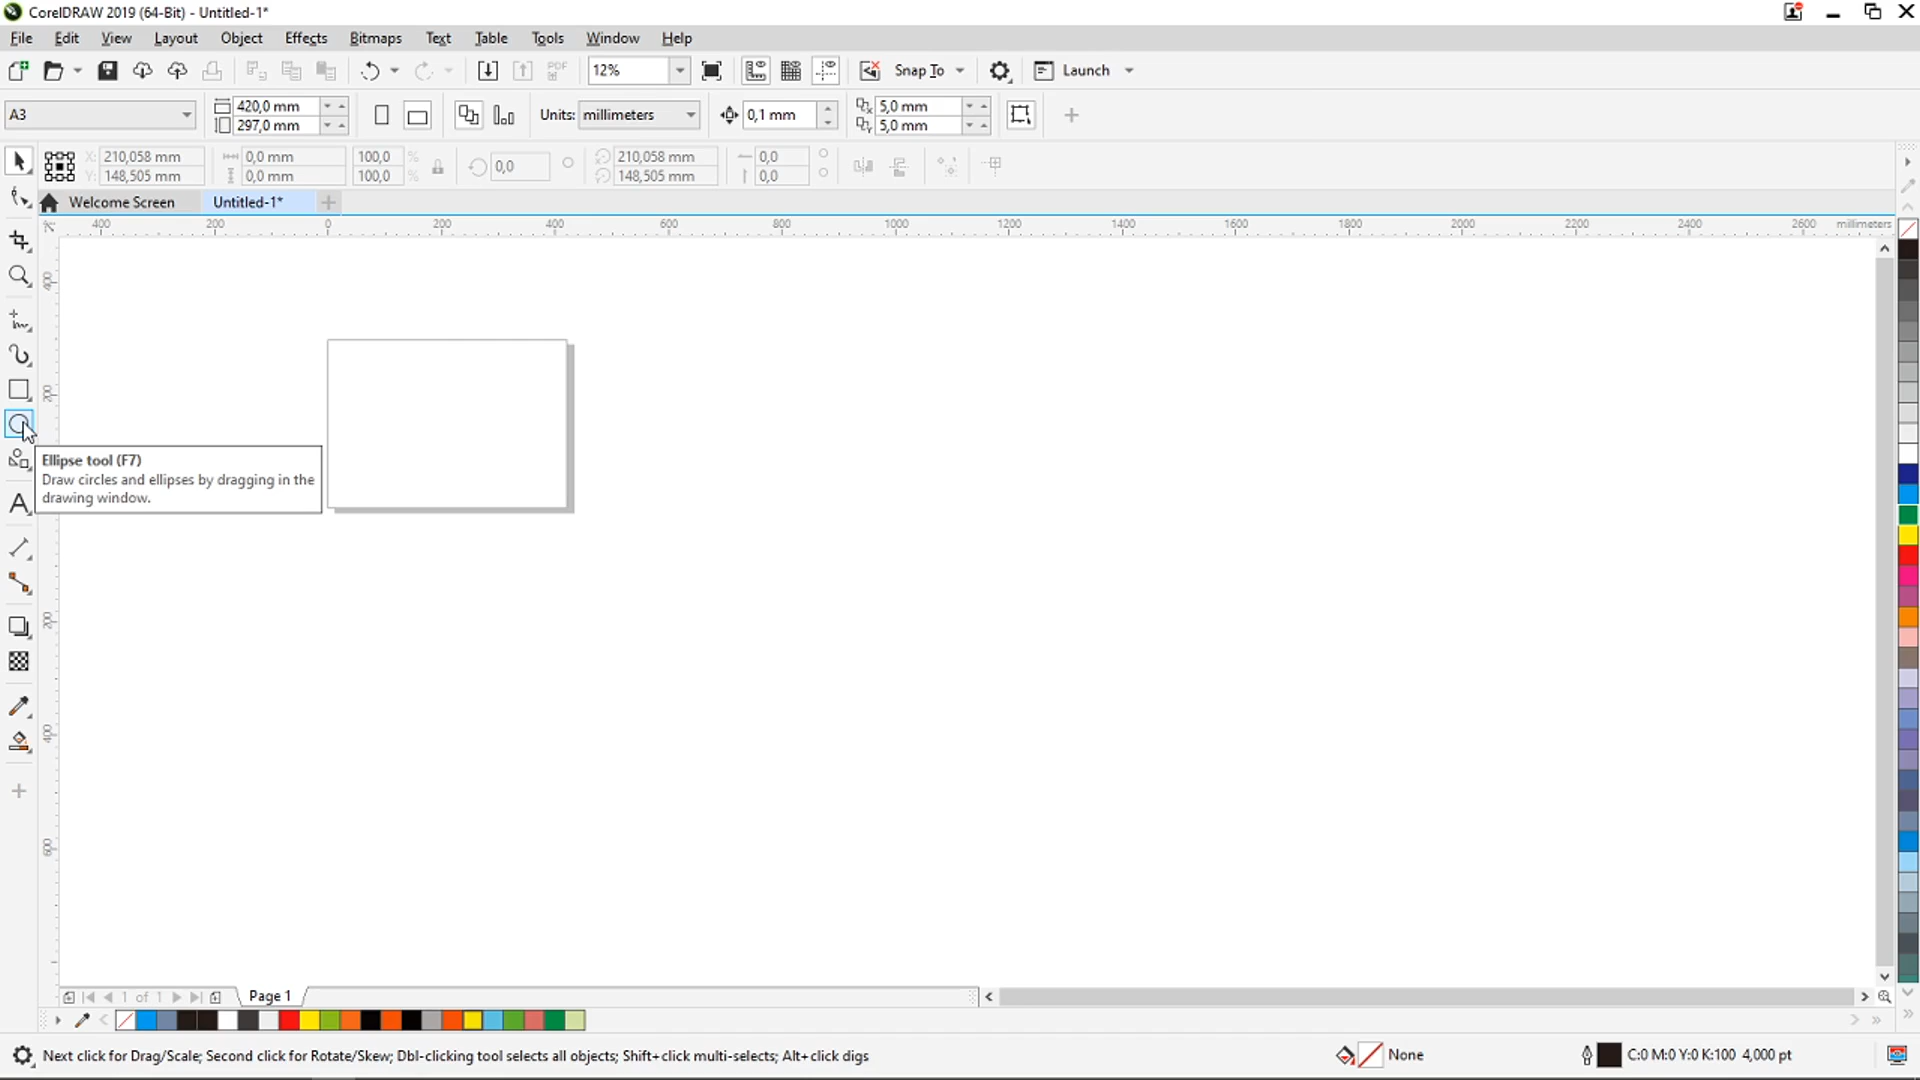 CorelDRAW 2019 (64-Bit) - Untitled-1*
File Edit View Layout Object Effects Bitmaps Text Table Tools Window Help
PDF 12% Snap To Launch
A3 420,0 mm 297,0 mm Units: millimeters 0,1 mm 5,0 mm 5,0 mm
X: 210,058 mm 0,0 mm 100,0 % 0,0 210,058 mm 0,0
Y: 148,505 mm 0,0 mm 100,0 % 148,505 mm 0,0
Welcome Screen Untitled-1*
400 200 0 200 400 600 800 1000 1200 1400 1600 1800 2000 2200 2400 2600 millimeters
400
200
Ellipse tool (F7)
Draw circles and ellipses by dragging in the
drawing window.
200
400
600
1 of 1 Page 1
Next click for Drag/Scale; Second click for Rotate/Skew; Dbl-clicking tool selects all objects; Shift+click multi-selects; Alt+click digs None C:0 M:0 Y:0 K:100 4,000 pt